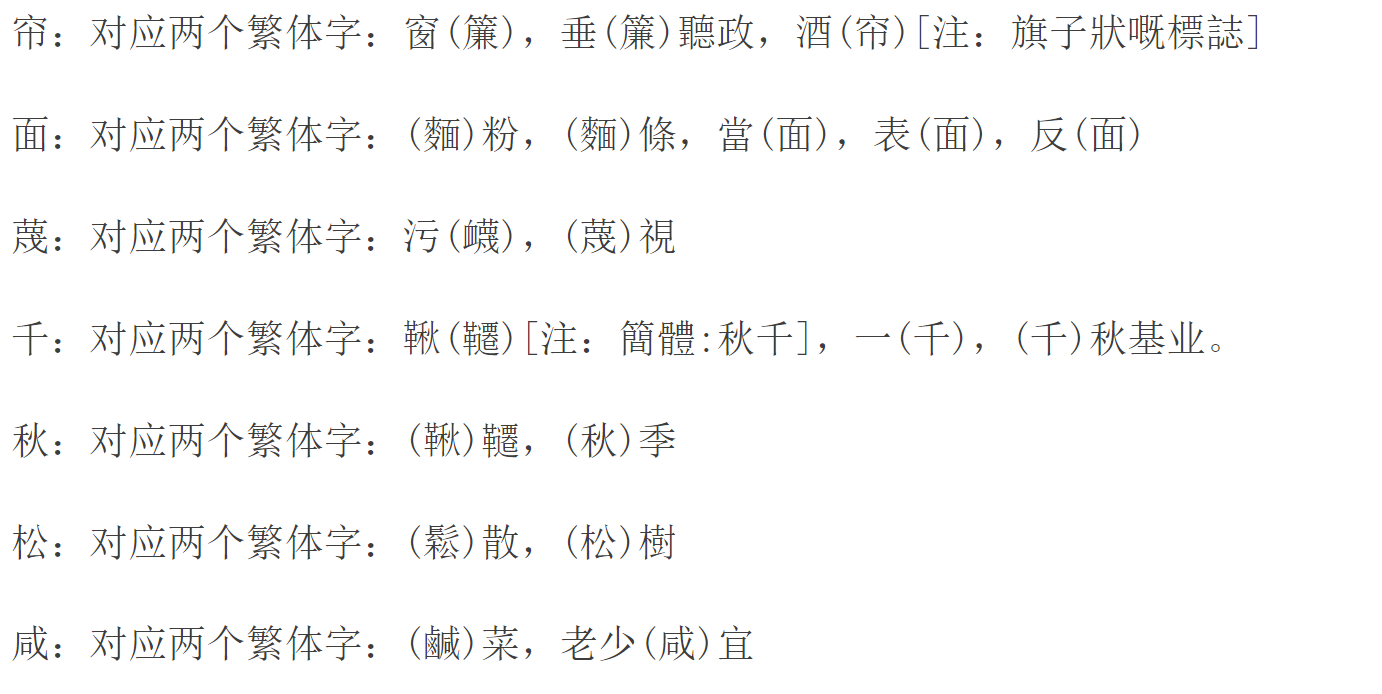 帘：对应两个繁体字：窗(簾)，垂(簾)聽政，酒(帘)[注：旗子狀嘅標誌]
面：对应两个繁体字：(麵)粉，(麵)條，當(面)，表(面)，反(面)
蔑：对应两个繁体字：污(衊)，(蔑)視
千：对应两个繁体字：鞦(韆)[注：簡體:秋千]，一(千)，(千)秋基业。
秋：对应两个繁体字：(鞦)韆，(秋)季
松：对应两个繁体字：(鬆)散，(松)樹
咸：对应两个繁体字：(鹹)菜，老少(咸)宜